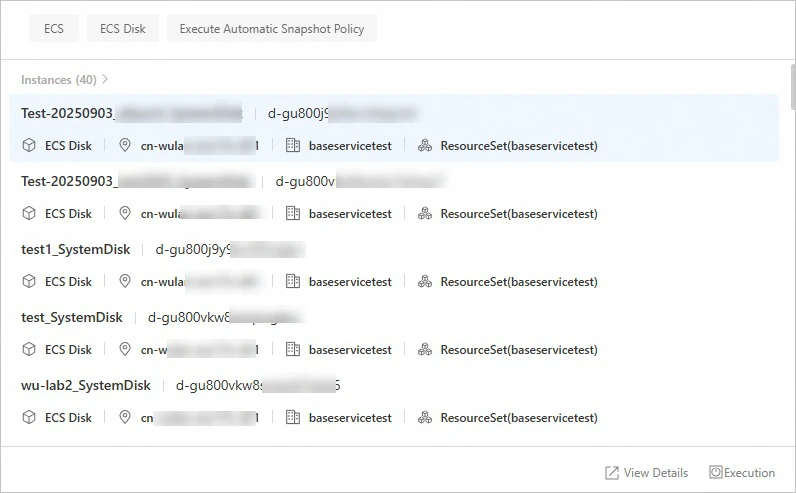 ECS ECS Disk Execute Automatic Snapshot Policy
Instances (40)
Test-20250903_ d-gu800j9
ECS Disk cn-wula baseservicetest ResourceSet(baseservicetest)
Test-20250903_ d-gu800v
ECS Disk cn-wula baseservicetest ResourceSet(baseservicetest)
test1_SystemDisk d-gu800j9y9
ECS Disk cn-wula baseservicetest ResourceSet(baseservicetest)
test_SystemDisk d-gu800vkw8
ECS Disk cn-w baseservicetest ResourceSet(baseservicetest)
wu-lab2_SystemDisk d-gu800vkw8
ECS Disk cn baseservicetest ResourceSet(baseservicetest)
View Details Execution